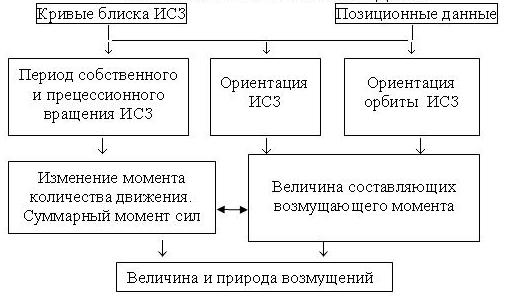 Кривые блиска ИСЗ
Позиционные данные
Период собственного
и прецессионного
вращения ИСЗ
Ориентация
ИСЗ
Ориентация
орбиты ИСЗ
Изменение момента
количества движения.
Суммарный момент сил
Величина составляющих
возмущающего момента
Величина и природа возмущений